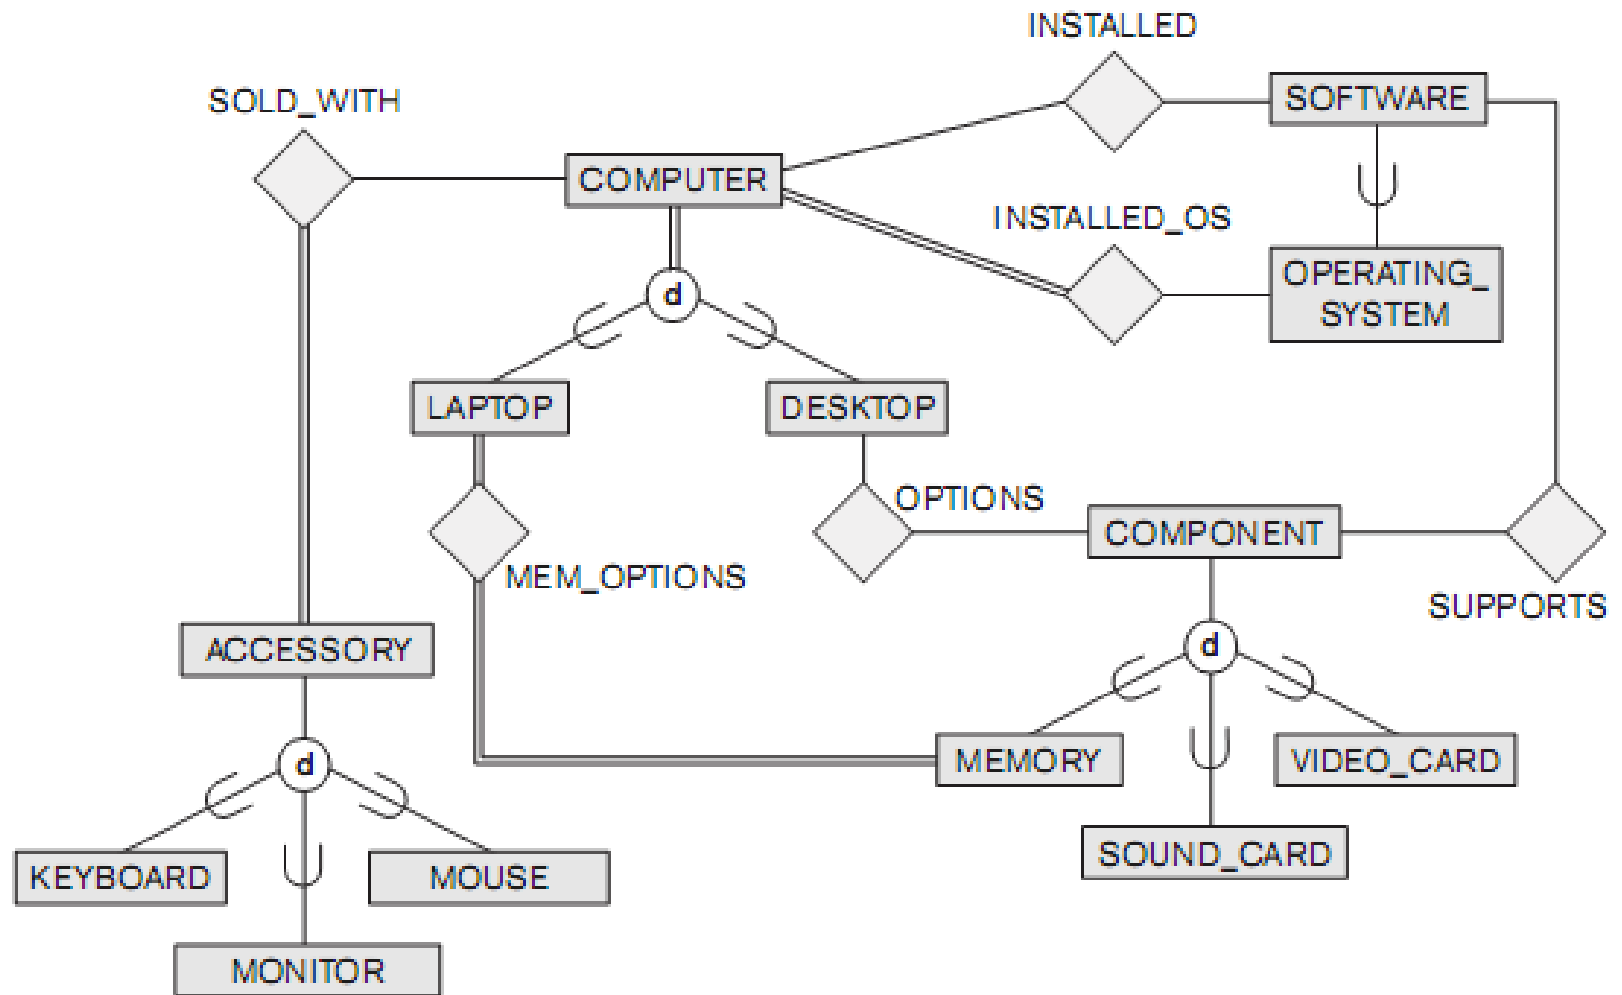 INSTALLED
SOLD_WITH
SOFTWARE
COMPUTER
INSTALLED_OS
OPERATING_
SYSTEM
d
LAPTOP
DESKTOP
OPTIONS
COMPONENT
MEM_OPTIONS
SUPPORTS
ACCESSORY
d
d
MEMORY
VIDEO_CARD
SOUND_CARD
KEYBOARD
MOUSE
MONITOR